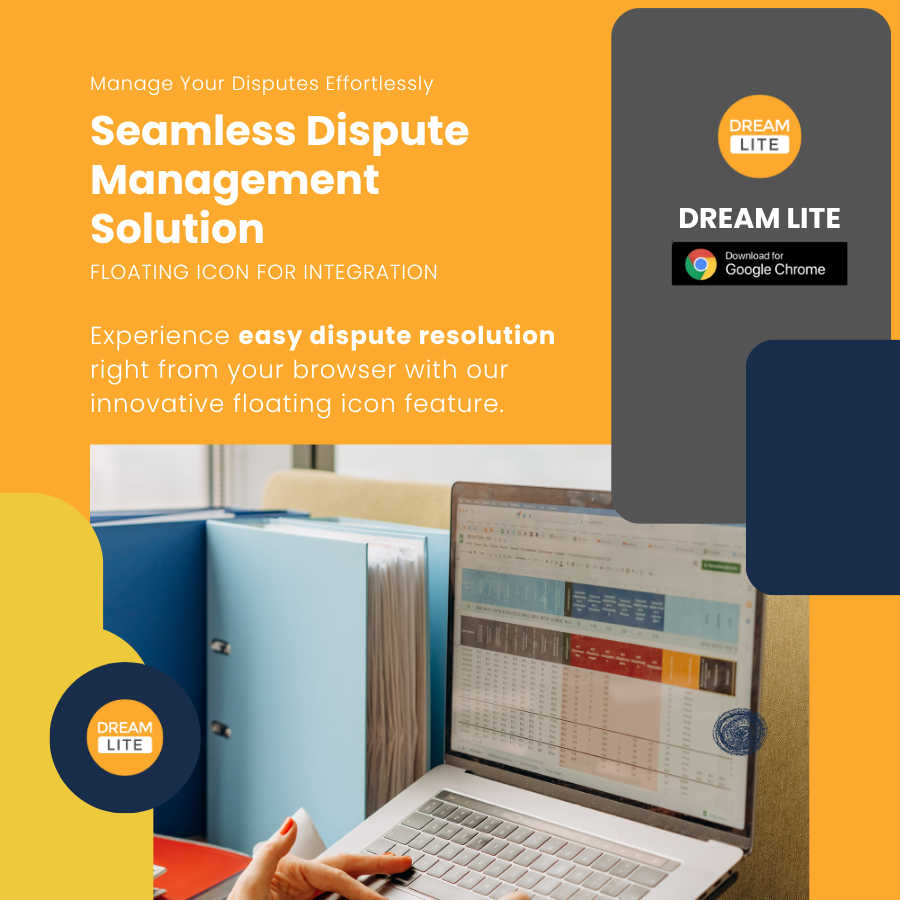 Manage Your Disputes Effortlessly
Seamless Dispute
Management
Solution
FLOATING ICON FOR INTEGRATION
Experience easy dispute resolution
right from your browser with our
innovative floating icon feature.
DREAM
LITE
DREAM LITE
Download for
Google Chrome
DREAM
LITE